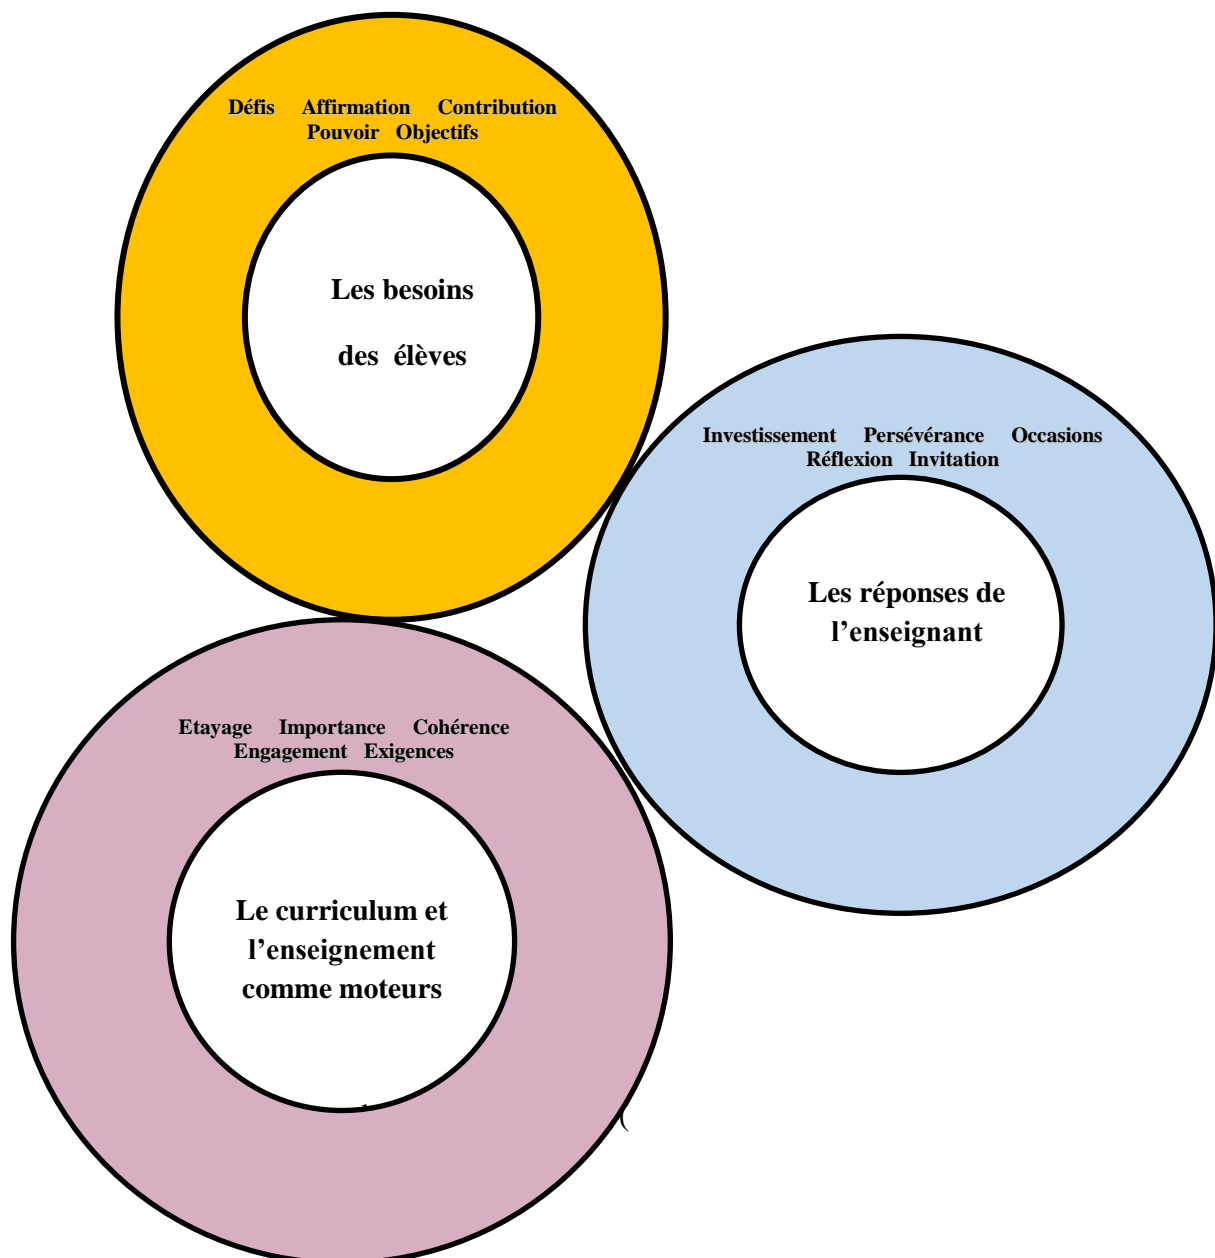 Défis Affirmation Contribution
Pouvoir Objectifs
Les besoins
des élèves
Investissement Persévérance Occasions
Réflexion Invitation
Les réponses de
l’enseignant
Etayage Importance Cohérence
Engagement Exigences
Le curriculum et
l’enseignement
comme moteurs
(